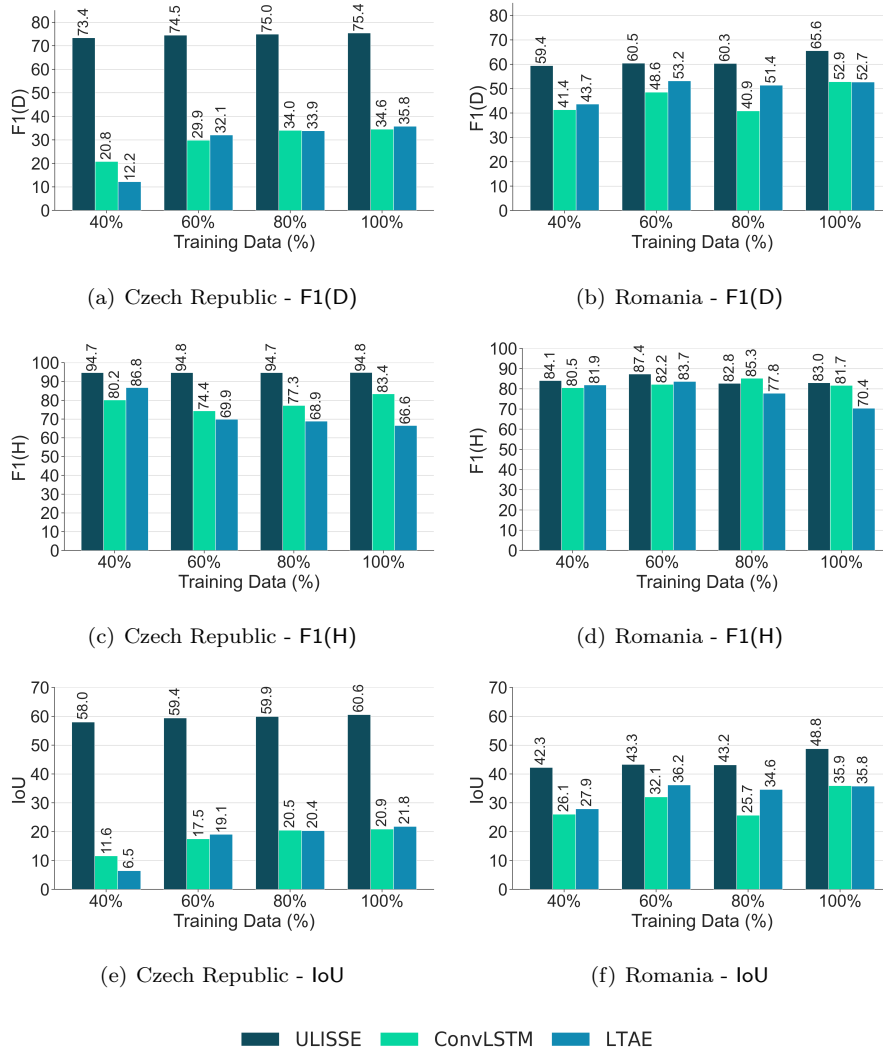 73.4 20.8 12.2 74.5 29.9 32.1 75.0 34.0 33.9 75.4 34.6 35.8
80
70
60
50
40
30
20
10
0
F1(D)
40% 60% 80% 100%
Training Data (%)
(a) Czech Republic - F1(D)
59.4 41.4 43.7 60.5 48.6 53.2 60.3 40.9 51.4 65.6 52.9 52.7
80
70
60
50
40
30
20
10
0
F1(D)
40% 60% 80% 100%
Training Data (%)
(b) Romania - F1(D)
94.7 80.2 86.8 94.8 74.4 69.9 94.7 77.3 68.9 94.8 83.4 66.6
100
90
80
70
60
50
40
30
20
10
0
F1(H)
40% 60% 80% 100%
Training Data (%)
(c) Czech Republic - F1(H)
84.1 80.5 81.9 87.4 82.2 83.7 82.8 85.3 77.8 83.0 81.7 70.4
100
90
80
70
60
50
40
30
20
10
0
F1(H)
40% 60% 80% 100%
Training Data (%)
(d) Romania - F1(H)
58.0 11.6 6.5 59.4 17.5 19.1 59.9 20.5 20.4 60.6 20.9 21.8
70
60
50
40
30
20
10
0
IoU
40% 60% 80% 100%
Training Data (%)
(e) Czech Republic - IoU
42.3 26.1 27.9 43.3 32.1 36.2 43.2 25.7 34.6 48.8 35.9 35.8
70
60
50
40
30
20
10
0
IoU
40% 60% 80% 100%
Training Data (%)
(f) Romania - IoU
ULISSE ConvLSTM LTAE